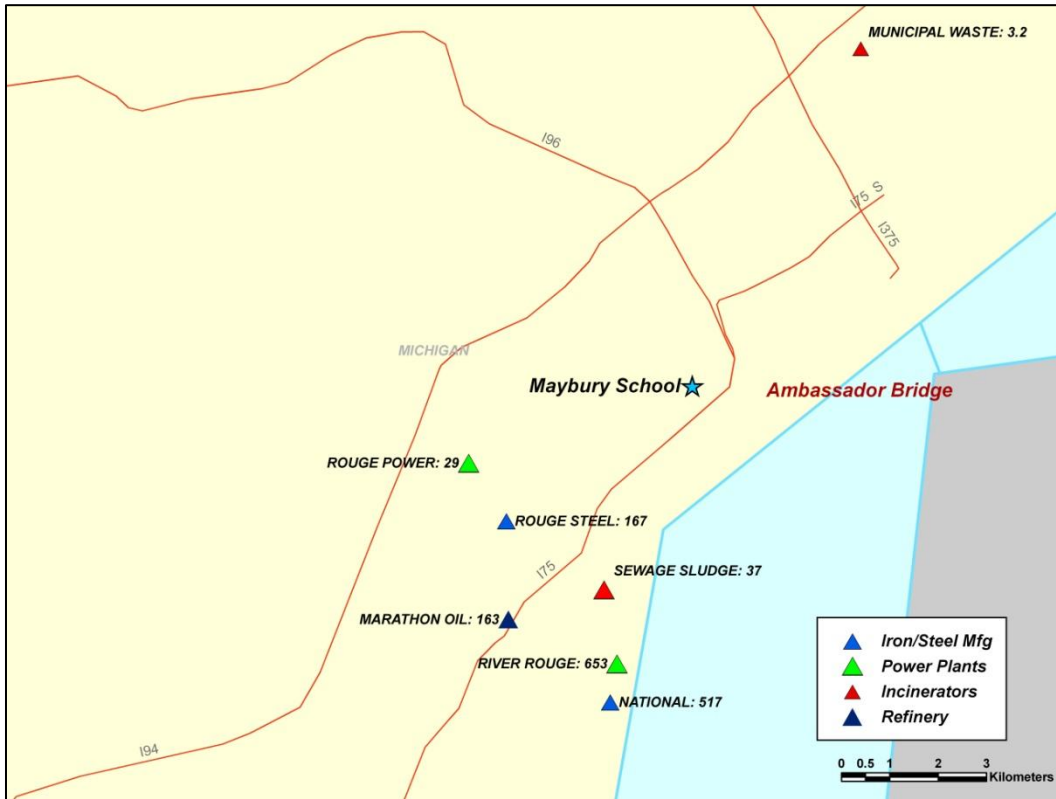 MUNICIPAL WASTE: 3.2
I96
I75 S
I375
MICHIGAN
Maybury School
Ambassador Bridge
ROUGE POWER: 29
ROUGE STEEL: 167
I75
SEWAGE SLUDGE: 37
MARATHON OIL: 163
RIVER ROUGE: 653
NATIONAL: 517
I94
Iron/Steel Mfg
Power Plants
Incinerators
Refinery
0 0.5 1 2 3
Kilometers